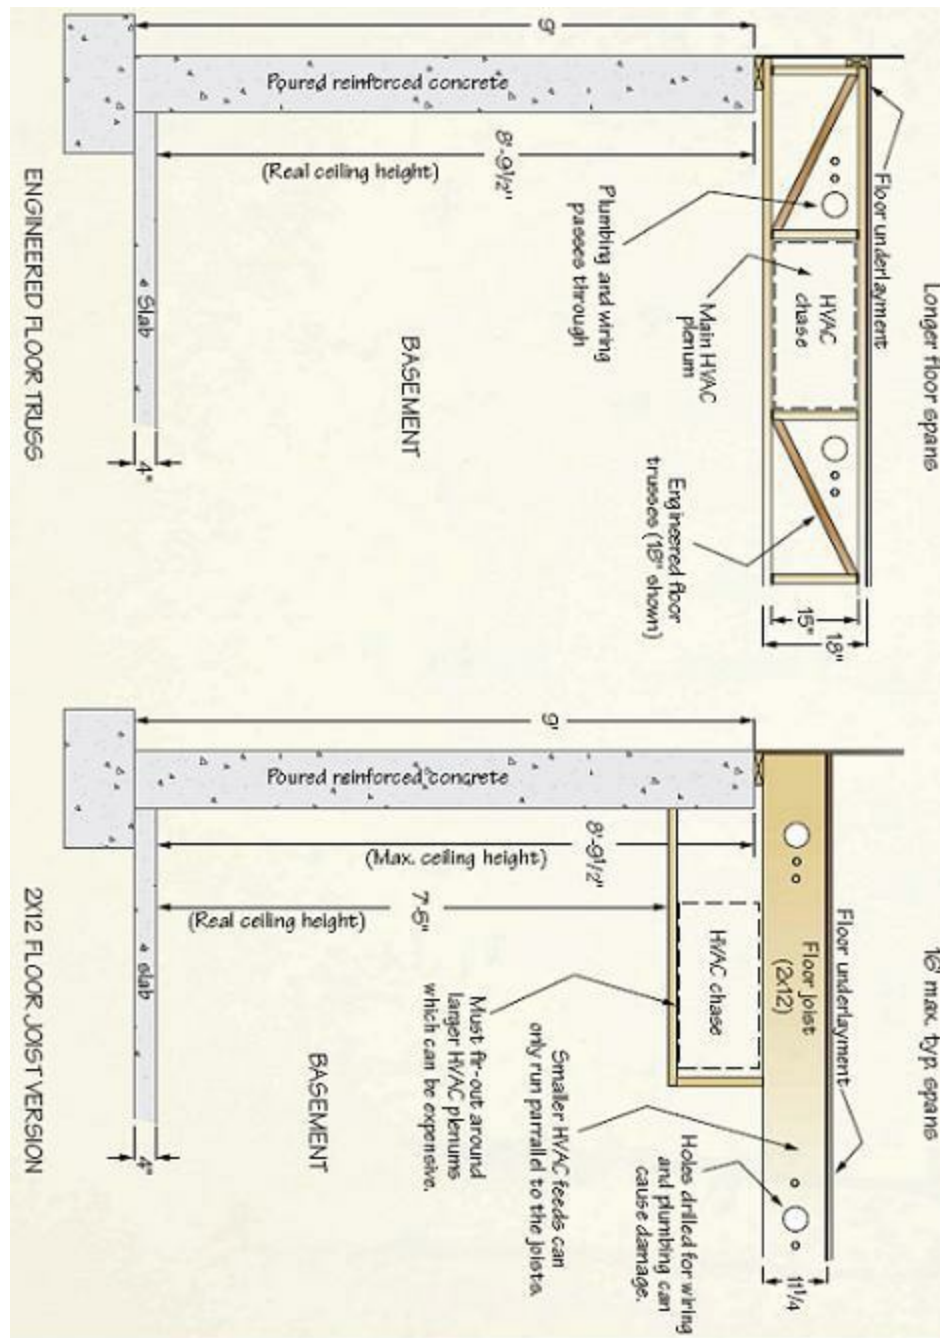 Longer floor spans
Floor underlayment
18"
15"
HVAC
chase
Plumbing and wiring
passes through
Main HVAC
plenum
Engineered floor
trusses (18" shown)
9'
Poured reinforced concrete
8'-9 1/2"
(Real ceiling height)
BASEMENT
Slab
4"
ENGINEERED FLOOR TRUSS
16' max. typ. spans
Floor underlayment
Floor joist
(2x12)
11 1/4
HVAC chase
Holes drilled for wiring
and plumbing can
cause damage.
Smaller HVAC feeds can
only run parralel to the joists.
Must fir-out around
larger HVAC plenums
which can be expensive.
9'
Poured reinforced concrete
8'-9 1/2"
(Max. ceiling height)
7'-5"
(Real ceiling height)
BASEMENT
slab
4"
2X12 FLOOR JOIST VERSION